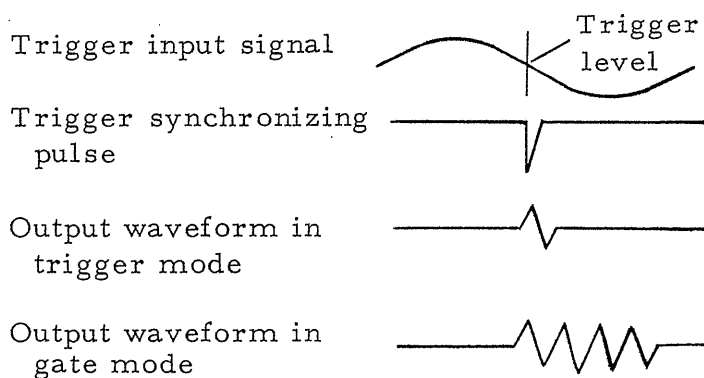 Trigger input signal
Trigger
level
Trigger synchronizing
pulse
Output waveform in
trigger mode
Output waveform in
gate mode